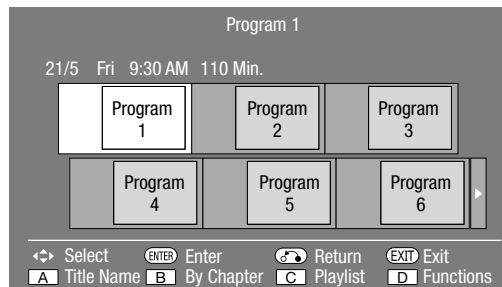 Program 1
21/5 Fri 9:30 AM 110 Min.
Program 1
Program 2
Program 3
Program 4
Program 5
Program 6
Select ENTER Enter Return EXIT Exit
A Title Name B By Chapter C Playlist D Functions